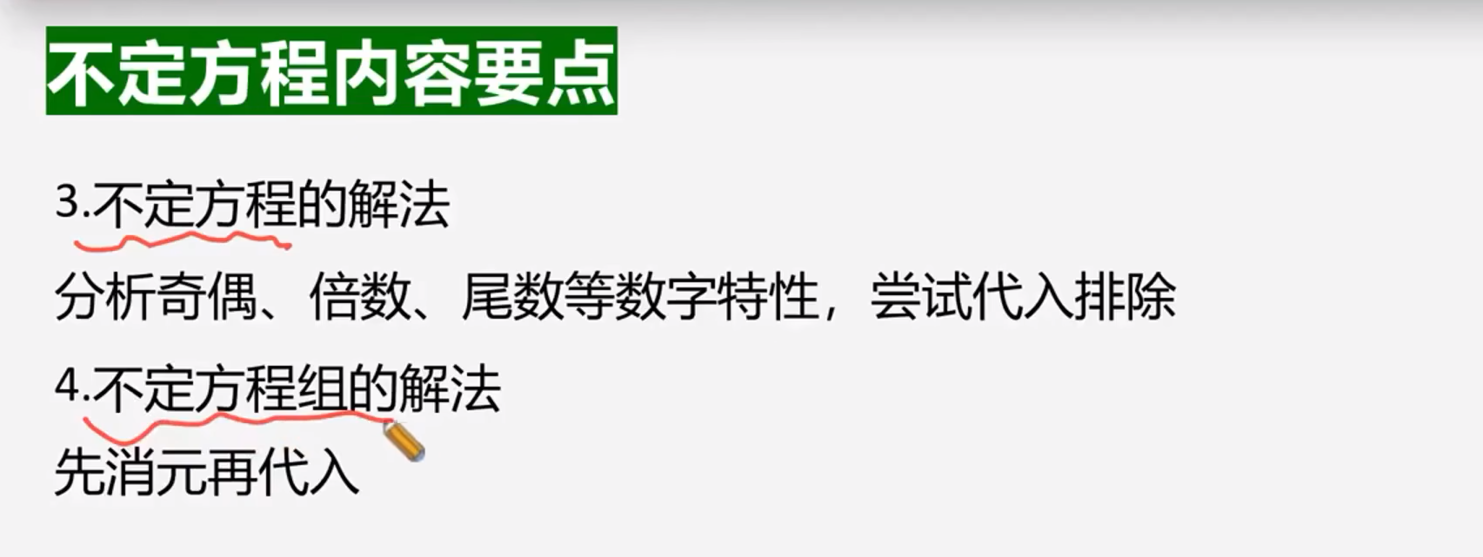 不定方程内容要点
3.不定方程的解法
分析奇偶、倍数、尾数等数字特性，尝试代入排除
4.不定方程组的解法
先消元再代入